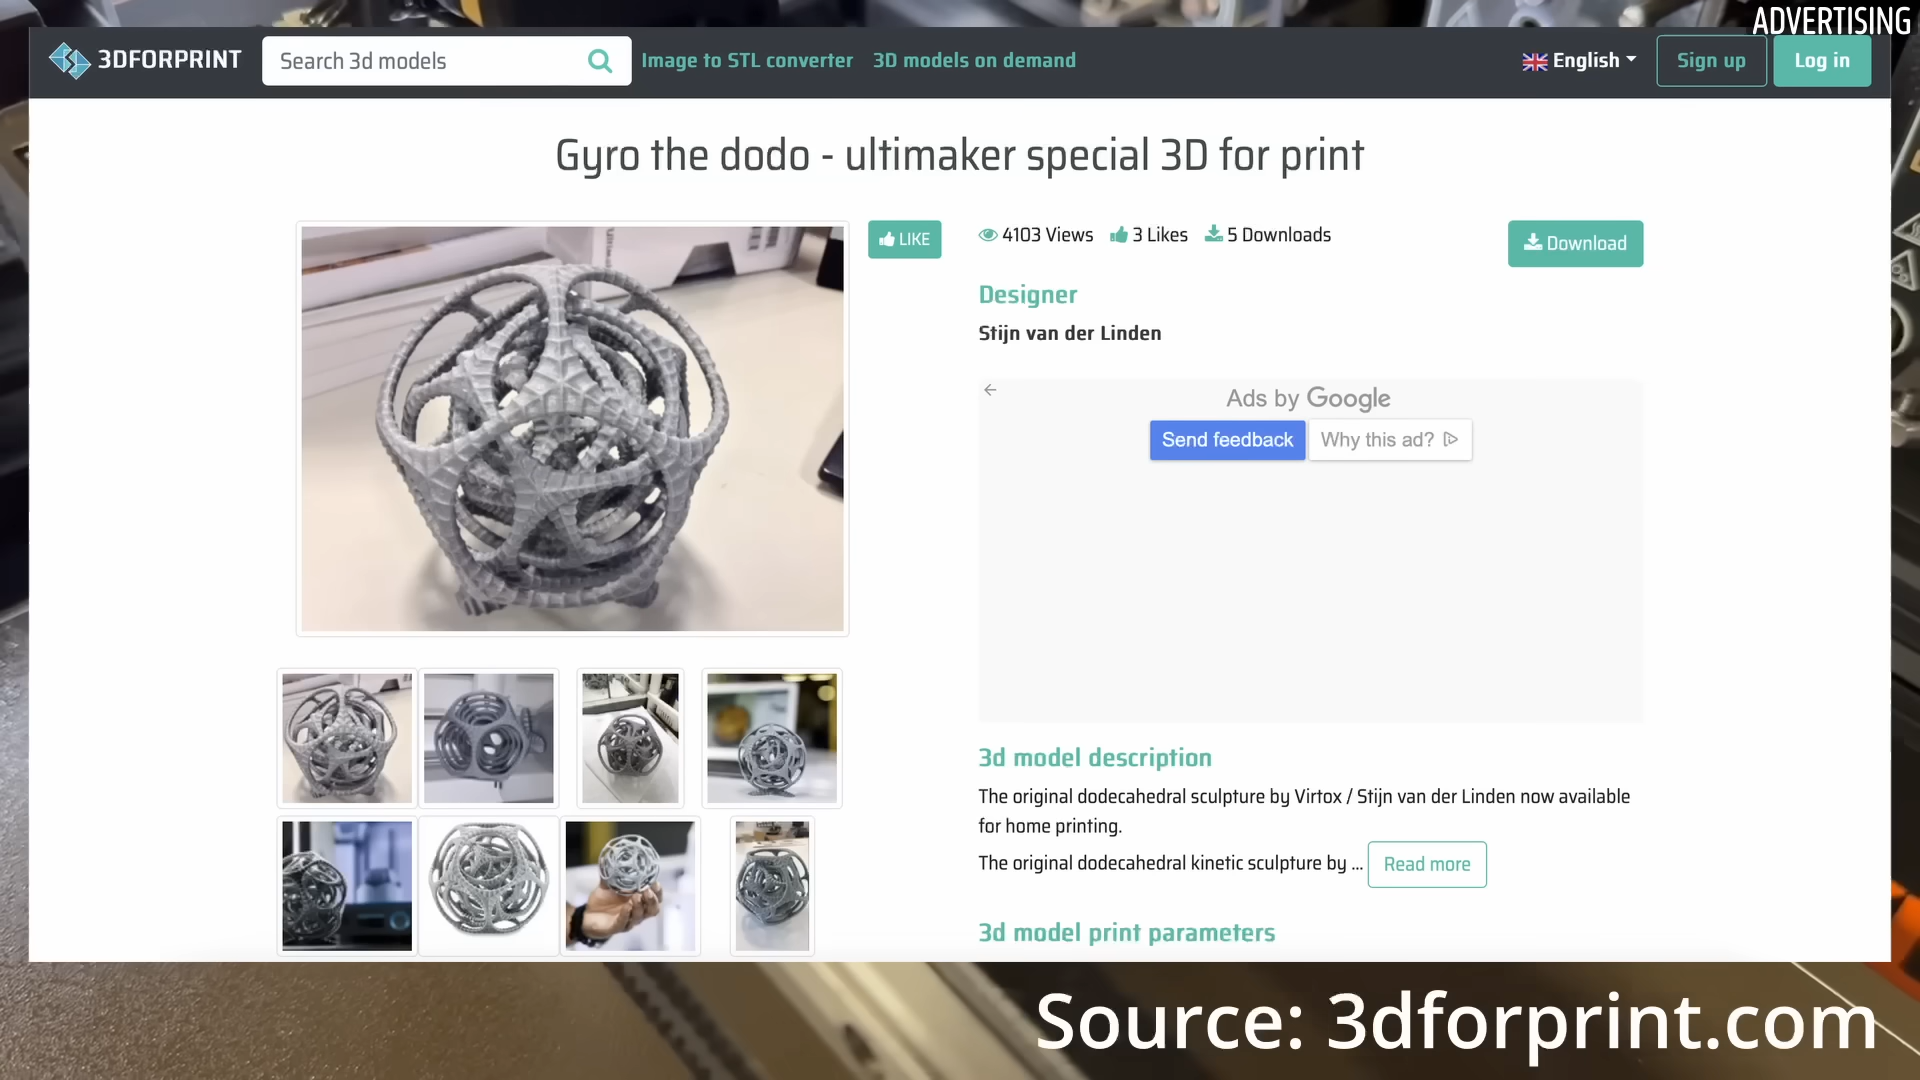 ADVERTISING
3DFORPRINT
Search 3d models
Image to STL converter
3D models on demand
English
Sign up
Log in
Gyro the dodo - ultimaker special 3D for print
LIKE
4103 Views
3 Likes
5 Downloads
Download
Designer
Stijn van der Linden
Ads by Google
Send feedback
Why this ad?
3d model description
The original dodecahedral sculpture by Virtox / Stijn van der Linden now available
for home printing.
The original dodecahedral kinetic sculpture by ...
Read more
3d model print parameters
Source: 3dforprint.com